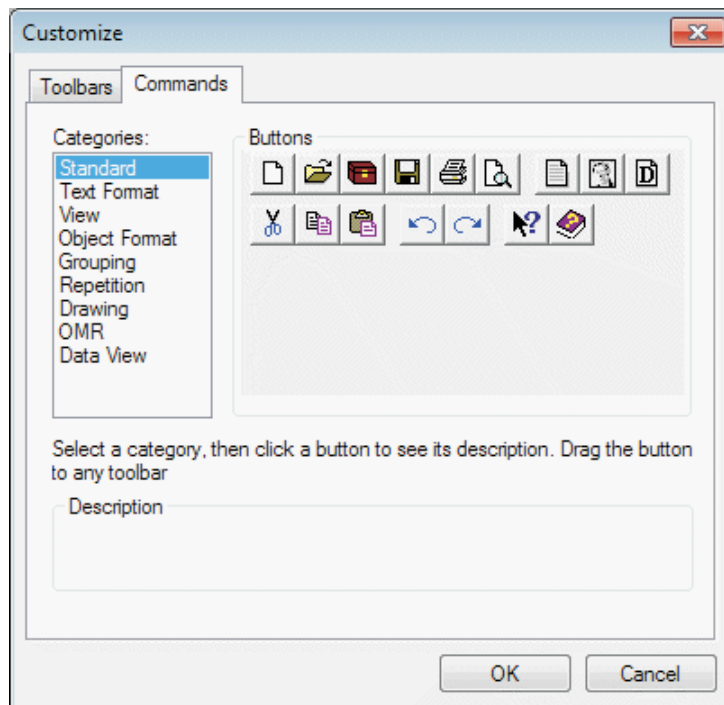 Customize
Toolbars
Commands
Categories:
Buttons
Standard
Text Format
View
Object Format
Grouping
Repetition
Drawing
OMR
Data View
D
?
?
Select a category, then click a button to see its description. Drag the button
to any toolbar
Description
OK
Cancel